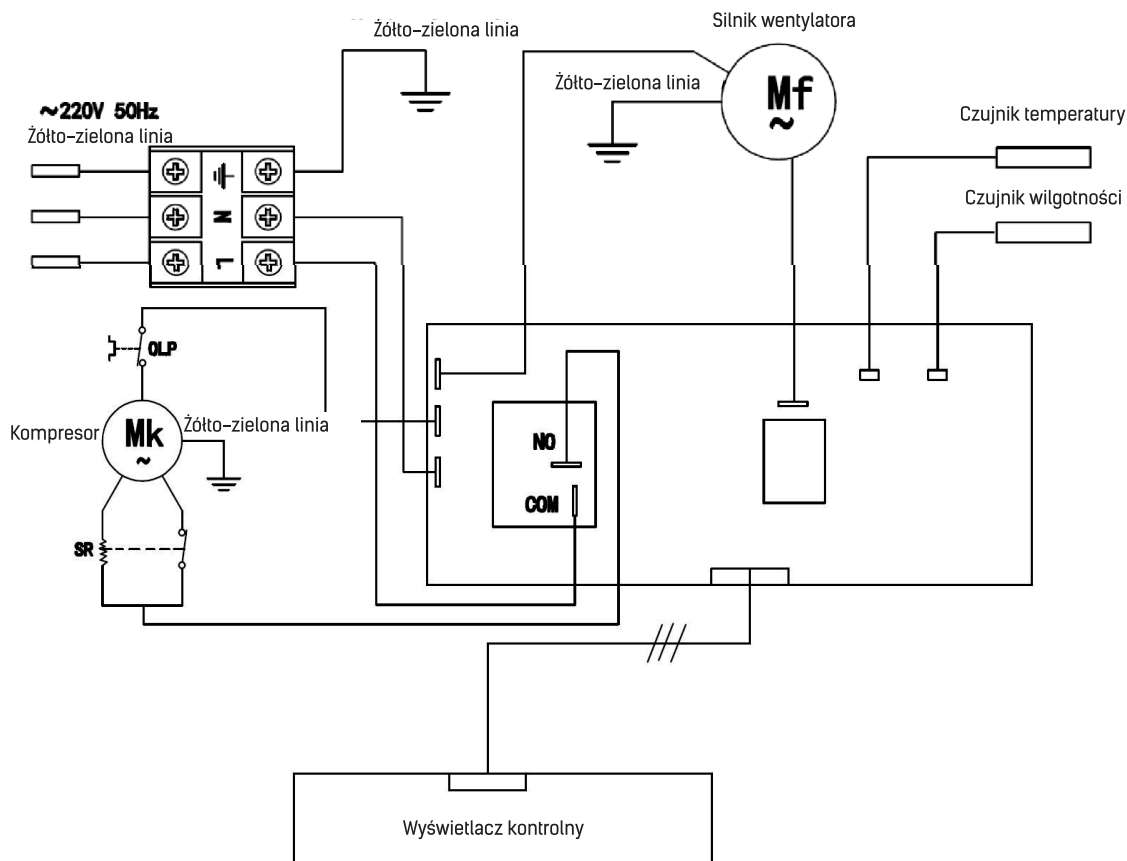 Żółto-zielona linia
Silnik wentylatora
Żółto-zielona linia
Mf
~
~220V 50Hz
Żółto-zielona linia
Czujnik temperatury
Czujnik wilgotności
N
L
OLP
Kompresor
Mk
~
Żółto-zielona linia
NO
COM
SR
Wyświetlacz kontrolny